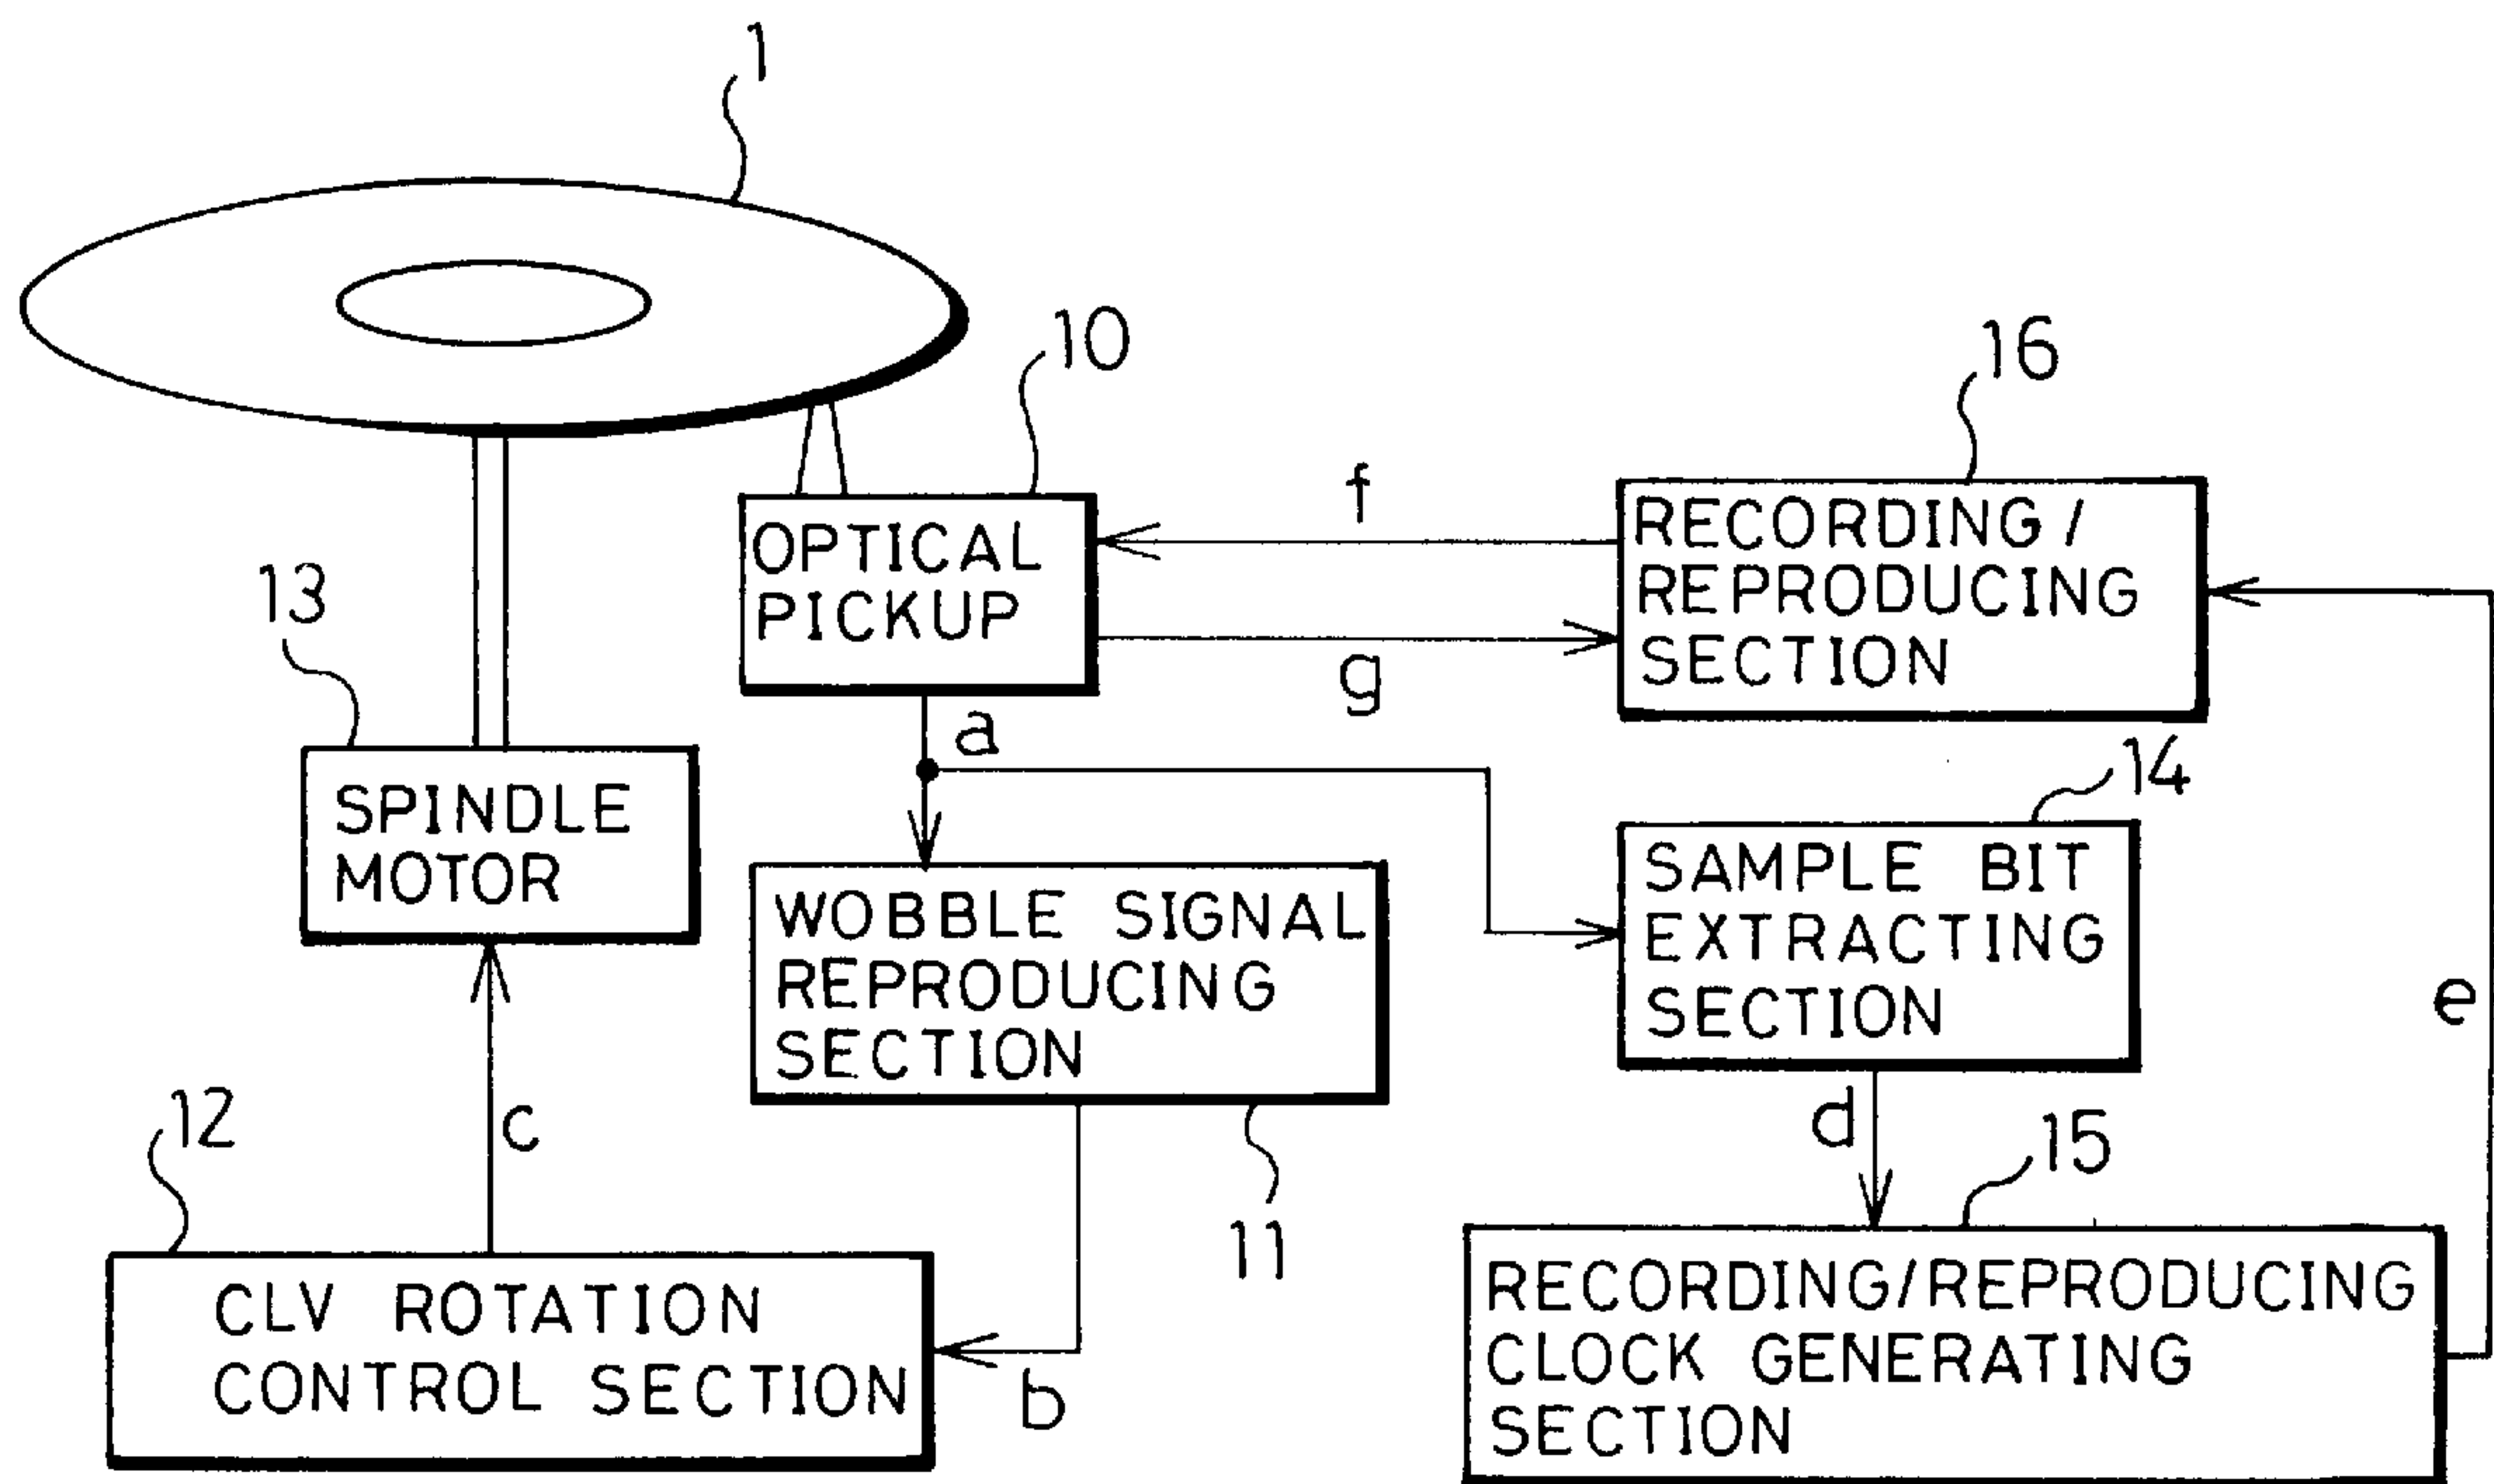 1
10
16
f
OPTICAL
PICKUP
RECORDING/
REPRODUCING
SECTION
13
g
a
14
SPINDLE
MOTOR
SAMPLE BIT
EXTRACTING
SECTION
WOBBLE SIGNAL
REPRODUCING
SECTION
e
12
c
d
15
11
CLV ROTATION
CONTROL SECTION
b
RECORDING/REPRODUCING
CLOCK GENERATING
SECTION